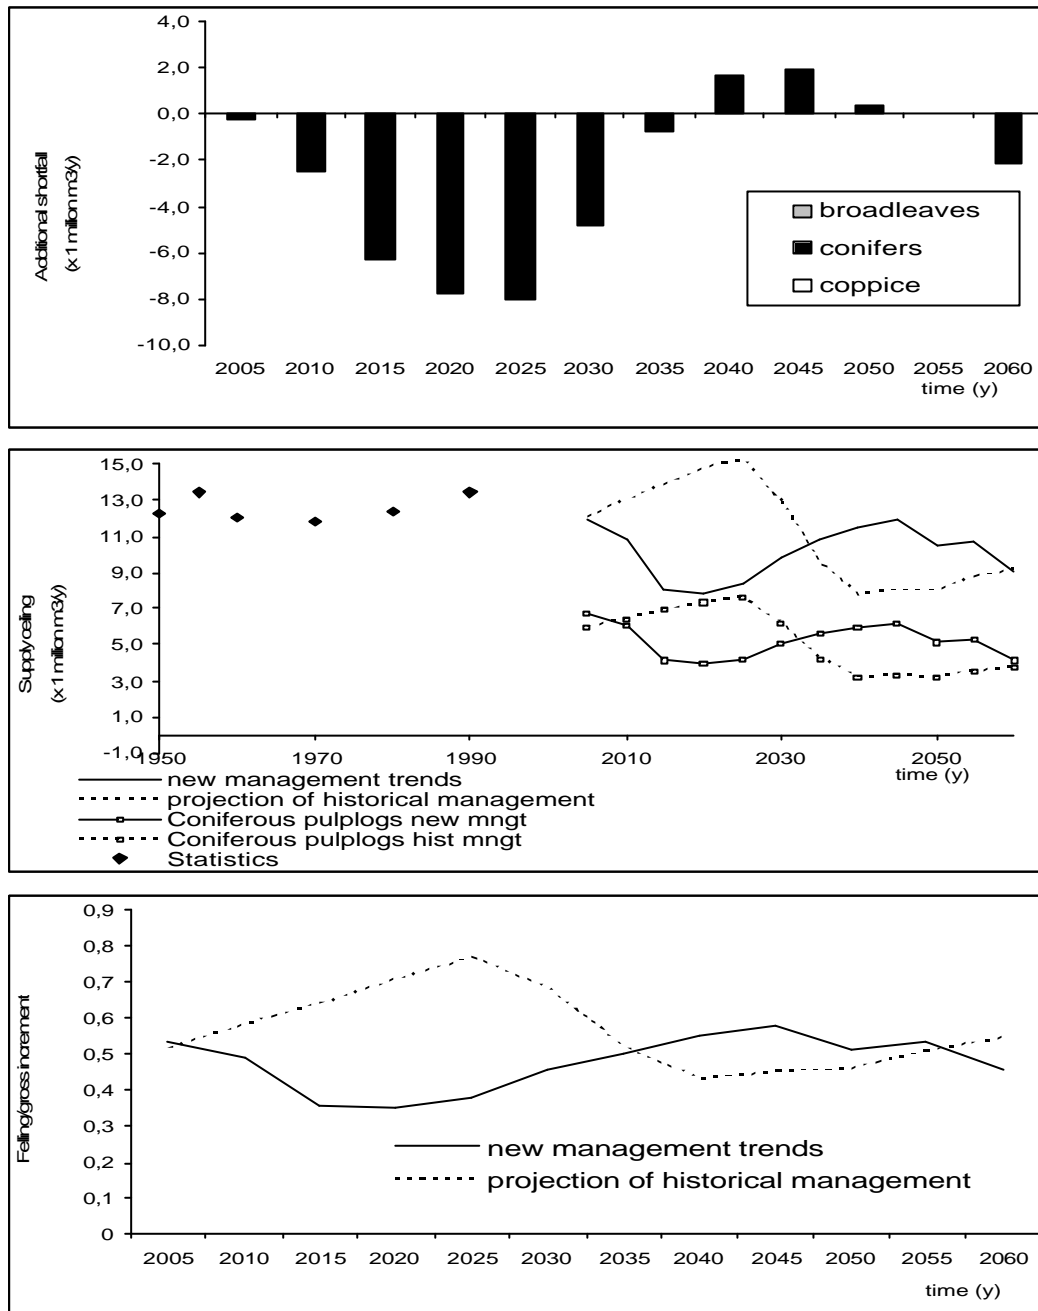 4,0
2,0
0,0
-2,0
-4,0
-6,0
-8,0
-10,0
Additional shortfall
(x 1 million m3/y)
broadleaves
conifers
coppice
2005 2010 2015 2020 2025 2030 2035 2040 2045 2050 2055 2060
time (y)
15,0
13,0
11,0
9,0
7,0
5,0
3,0
1,0
-1,0
Supply ceiling
(x 1 million m3/y)
1950 1970 1990 2010 2030 2050
time (y)
new management trends
projection of historical management
Coniferous pulplogs new mngt
Coniferous pulplogs hist mngt
Statistics
0,9
0,8
0,7
0,6
0,5
0,4
0,3
0,2
0,1
0
Felling/gross increment
new management trends
projection of historical management
2005 2010 2015 2020 2025 2030 2035 2040 2045 2050 2055 2060
time (y)